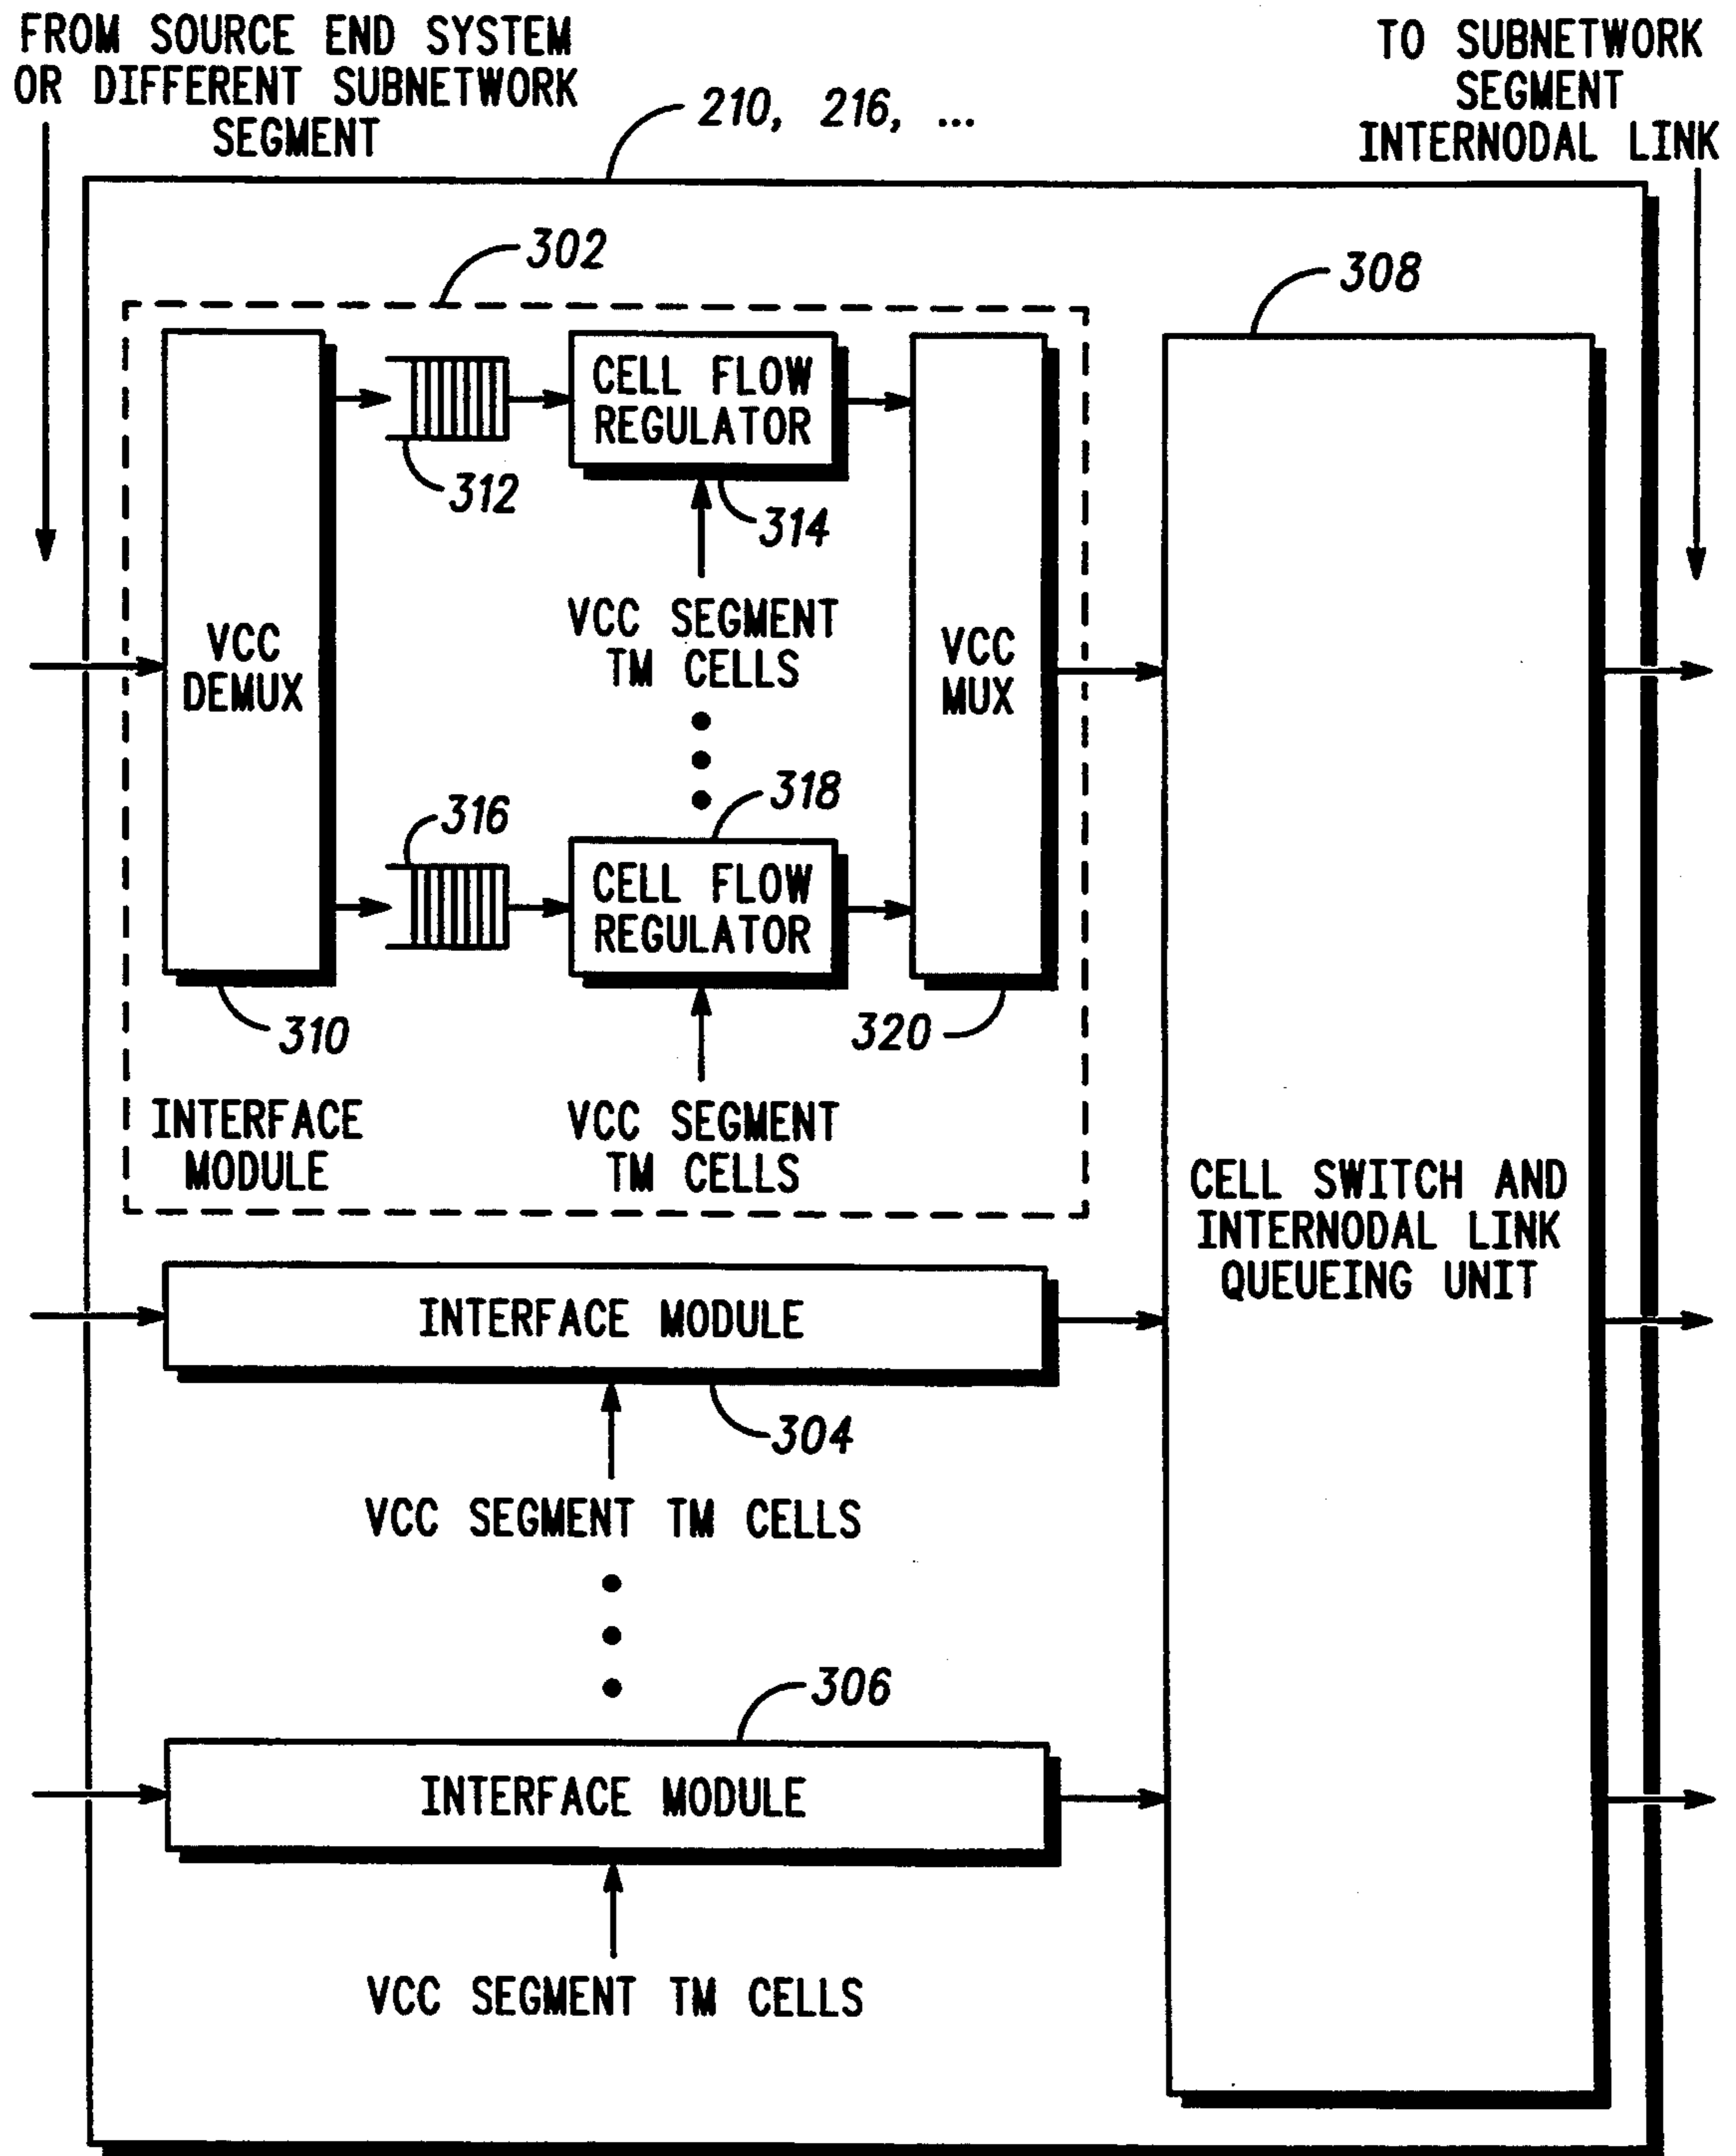 FROM SOURCE END SYSTEM
OR DIFFERENT SUBNETWORK
SEGMENT
TO SUBNETWORK
SEGMENT
INTERNODAL LINK
210, 216, ...
302
308
CELL FLOW
REGULATOR
312
314
VCC SEGMENT
TM CELLS
VCC
DEMUX
VCC
MUX
316
318
CELL FLOW
REGULATOR
310
320
INTERFACE
MODULE
VCC SEGMENT
TM CELLS
CELL SWITCH AND
INTERNODAL LINK
QUEUEING UNIT
INTERFACE MODULE
304
VCC SEGMENT TM CELLS
306
INTERFACE MODULE
VCC SEGMENT TM CELLS